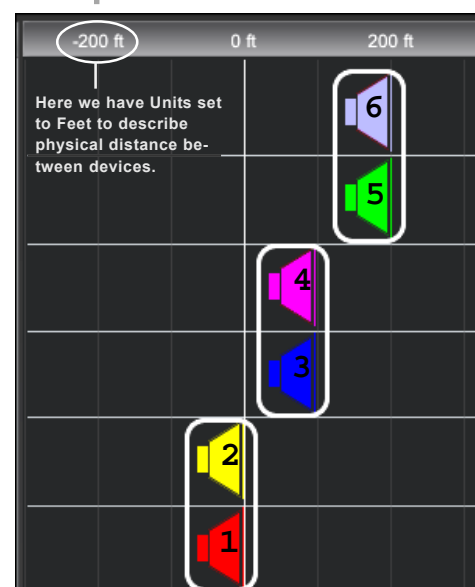 -200 ft 0 ft 200 ft
Here we have Units set
to Feet to describe
physical distance be-
tween devices.
6
5
4
3
2
1